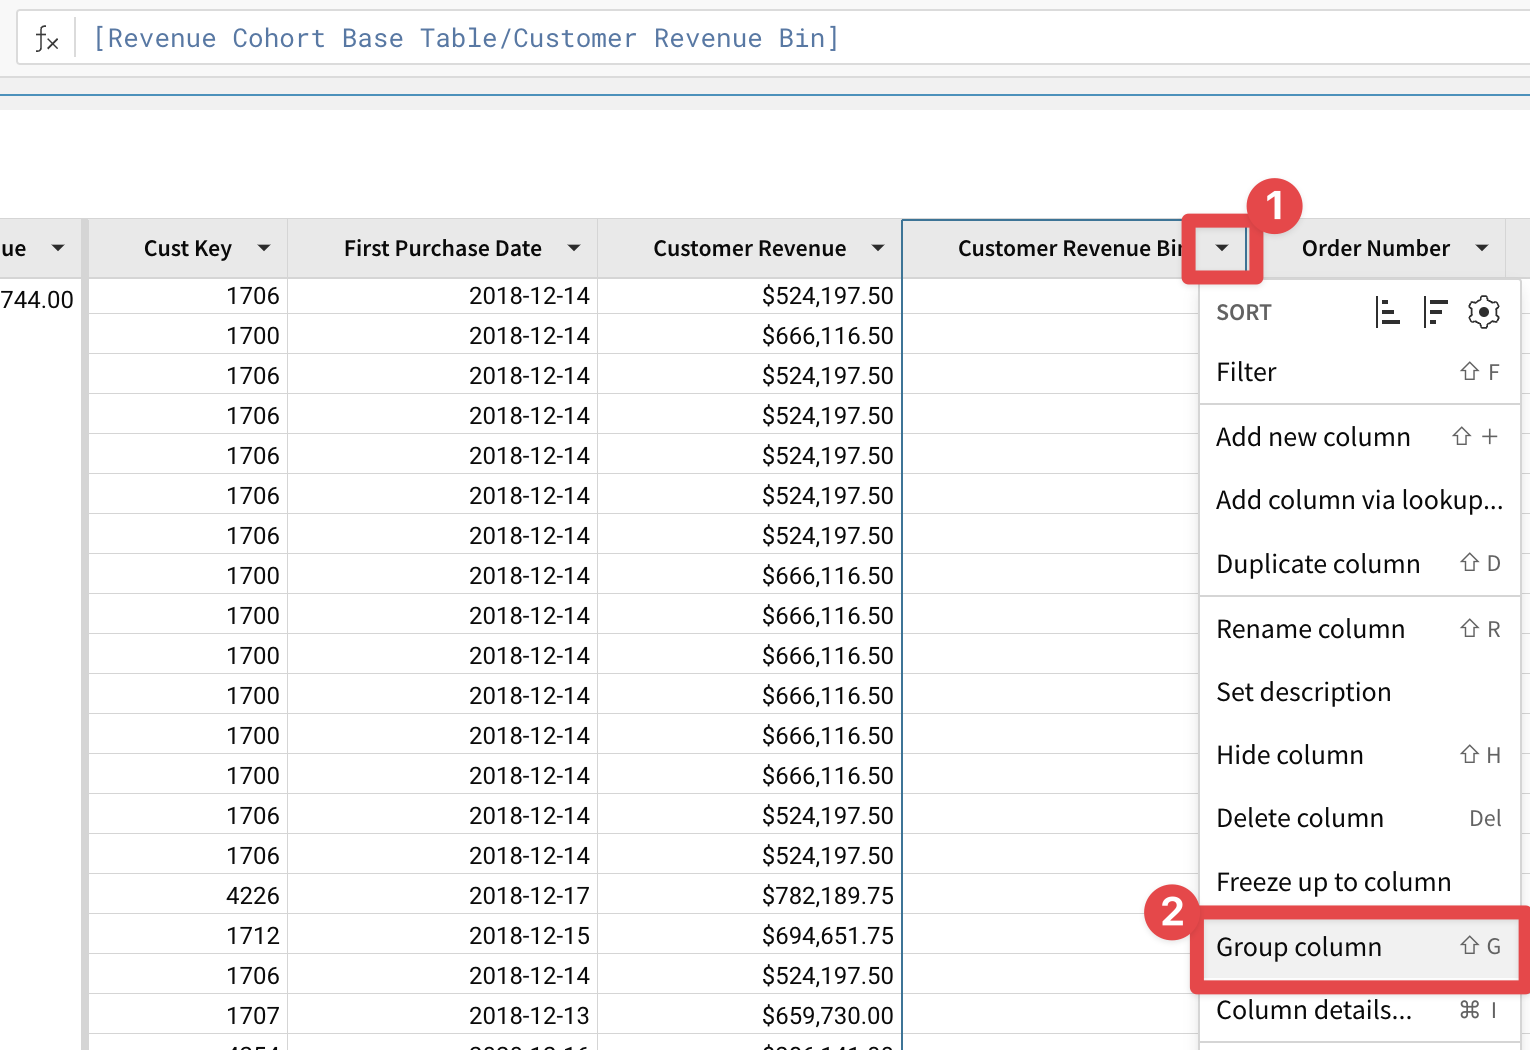 fx [Revenue Cohort Base Table/Customer Revenue Bin]
1
ue Cust Key First Purchase Date Customer Revenue Customer Revenue Bin Order Number
744.00 1706 2018-12-14 $524,197.50
1700 2018-12-14 $666,116.50
1706 2018-12-14 $524,197.50
1706 2018-12-14 $524,197.50
1706 2018-12-14 $524,197.50
1706 2018-12-14 $524,197.50
1706 2018-12-14 $524,197.50
1700 2018-12-14 $666,116.50
1700 2018-12-14 $666,116.50
1700 2018-12-14 $666,116.50
1700 2018-12-14 $666,116.50
1700 2018-12-14 $666,116.50
1700 2018-12-14 $666,116.50
1706 2018-12-14 $524,197.50
1706 2018-12-14 $524,197.50
4226 2018-12-17 $782,189.75
1712 2018-12-15 $694,651.75
1706 2018-12-14 $524,197.50
1707 2018-12-13 $659,730.00
SORT
Filter ⇧ F
Add new column ⇧ +
Add column via lookup...
Duplicate column ⇧ D
Rename column ⇧ R
Set description
Hide column ⇧ H
Delete column Del
Freeze up to column
2
Group column ⇧ G
Column details... ⌘ I